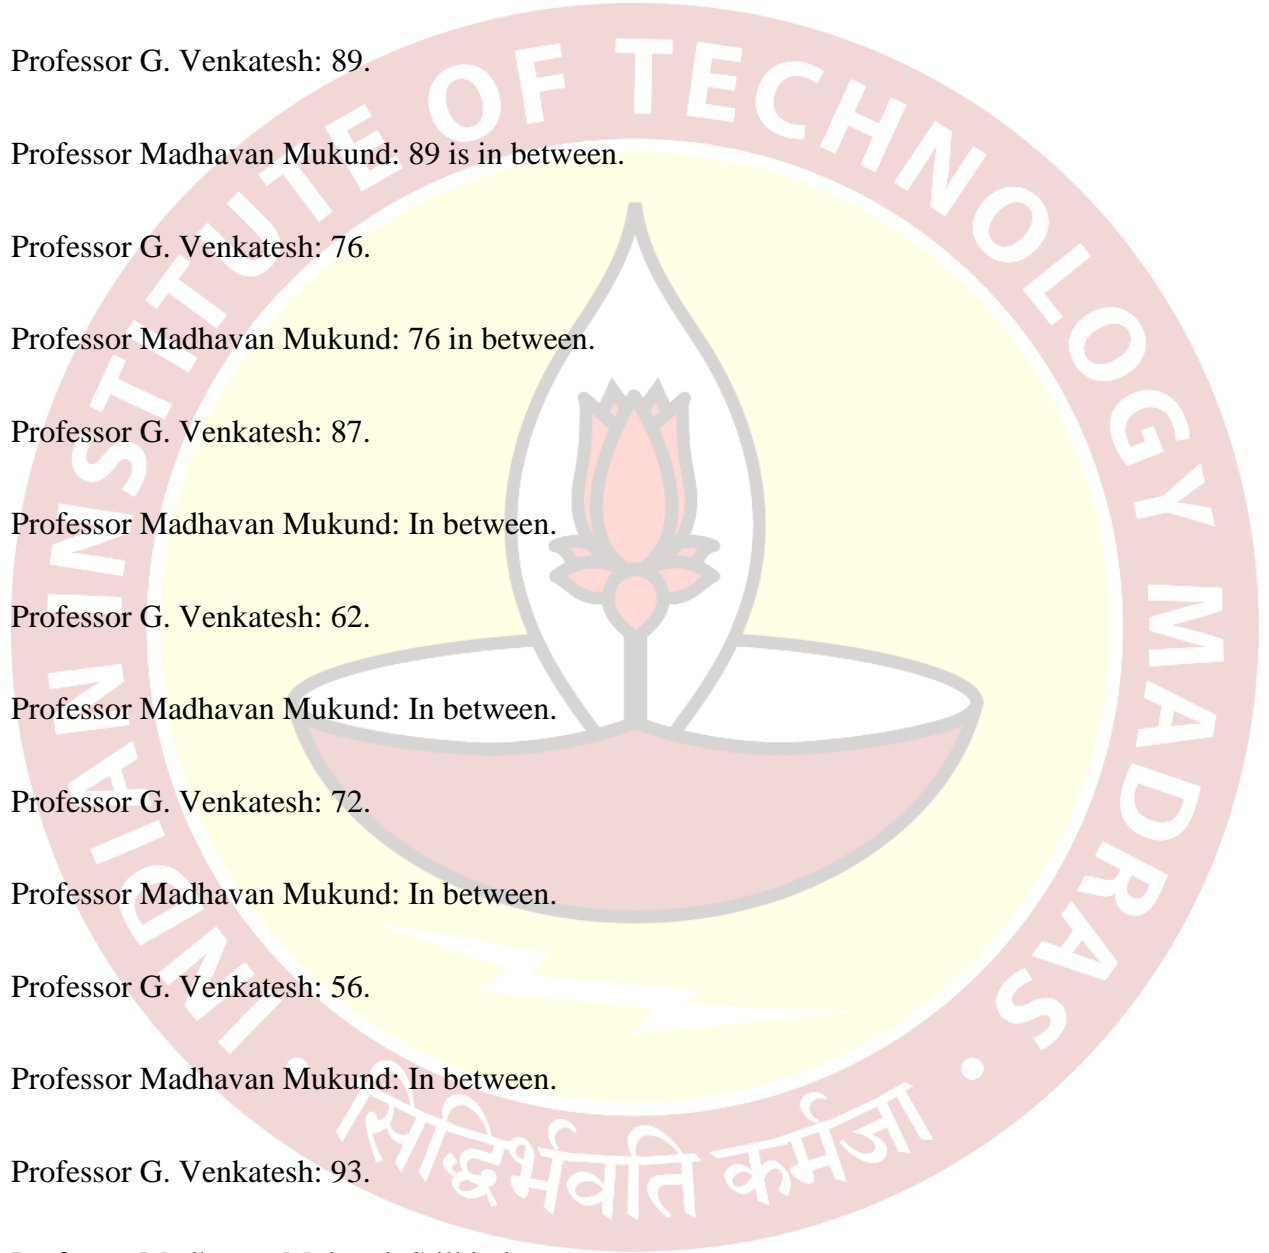 Professor G. Venkatesh: 89.
Professor Madhavan Mukund: 89 is in between.
Professor G. Venkatesh: 76.
Professor Madhavan Mukund: 76 in between.
Professor G. Venkatesh: 87.
Professor Madhavan Mukund: In between.
Professor G. Venkatesh: 62.
Professor Madhavan Mukund: In between.
Professor G. Venkatesh: 72.
Professor Madhavan Mukund: In between.
Professor G. Venkatesh: 56.
Professor Madhavan Mukund: In between.
Professor G. Venkatesh: 93.
INDIAN INSTITUTE OF TECHNOLOGY MADRAS
सिद्धिर्भवति कर्मजा